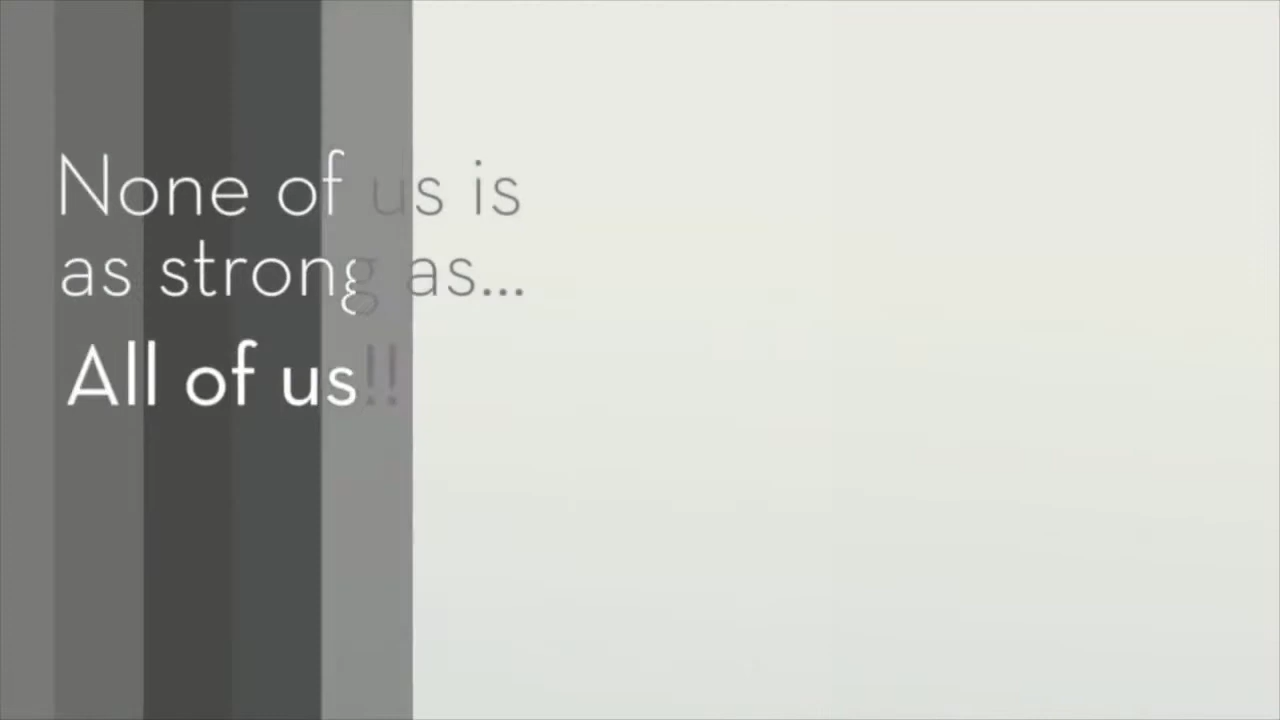 None of us is
as strong as...
All of us!!